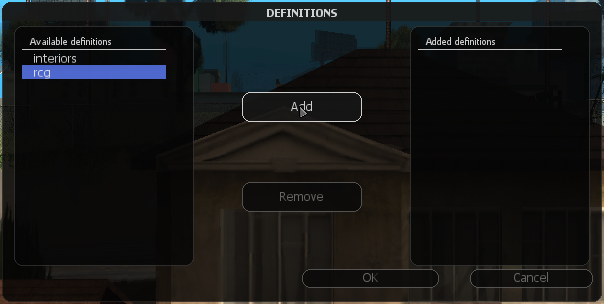 DEFINITIONS
Available definitions
Added definitions
interiors
rcg
Add
Remove
OK
Cancel